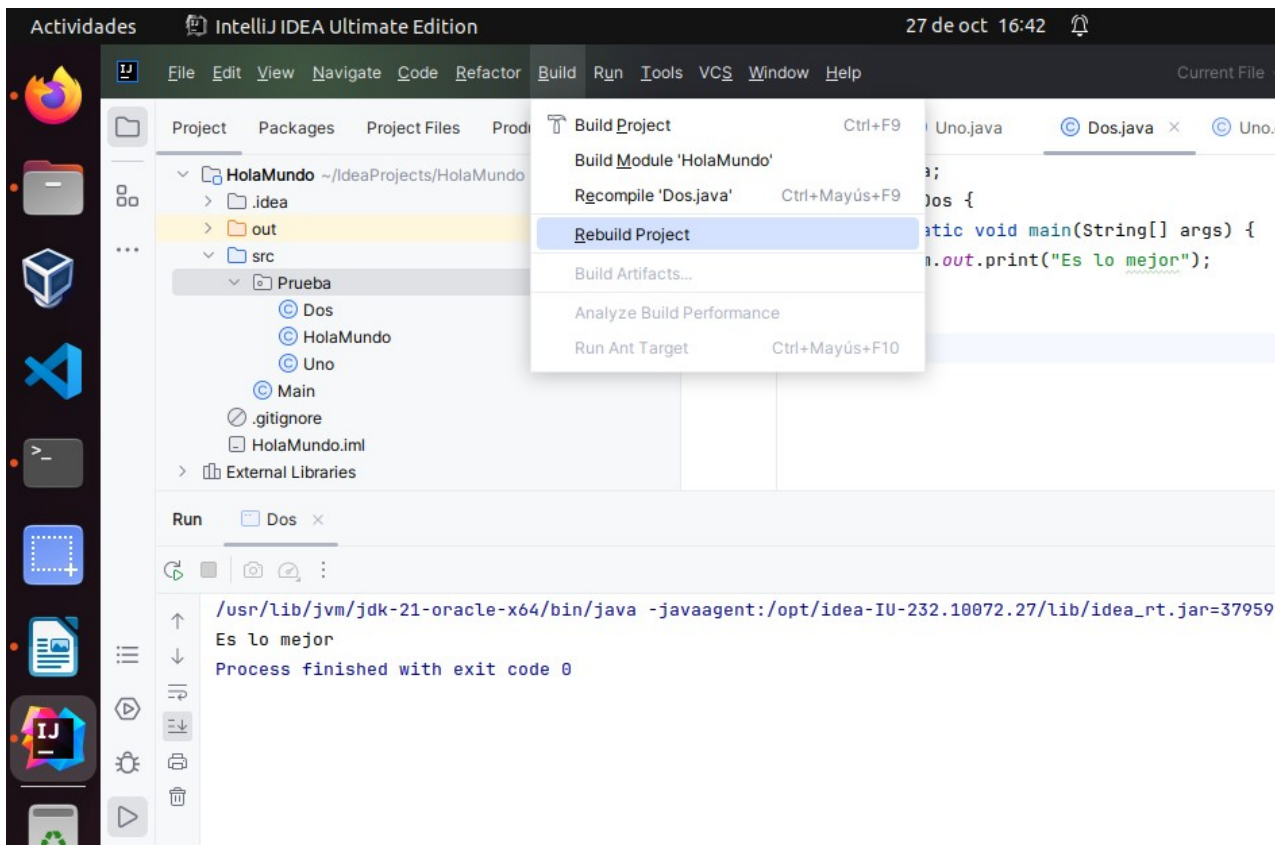 Actividades IntelliJ IDEA Ultimate Edition 27 de oct 16:42
IJ File Edit View Navigate Code Refactor Build Run Tools VCS Window Help Current File
Project Packages Project Files
Build Project Ctrl+F9
Build Module 'HolaMundo'
Recompile 'Dos.java' Ctrl+Mayús+F9
Rebuild Project
Build Artifacts...
Analyze Build Performance
Run Ant Target Ctrl+Mayús+F10
Uno.java Dos.java Uno.
HolaMundo ~/IdeaProjects/HolaMundo
.idea
out
src
Prueba
Dos
HolaMundo
Uno
Main
.gitignore
HolaMundo.iml
External Libraries
a;
Dos {
atic void main(String[] args) {
.out.print("Es lo mejor");
Run Dos
/usr/lib/jvm/jdk-21-oracle-x64/bin/java -javaagent:/opt/idea-IU-232.10072.27/lib/idea_rt.jar=37959
Es lo mejor
Process finished with exit code 0
IJ